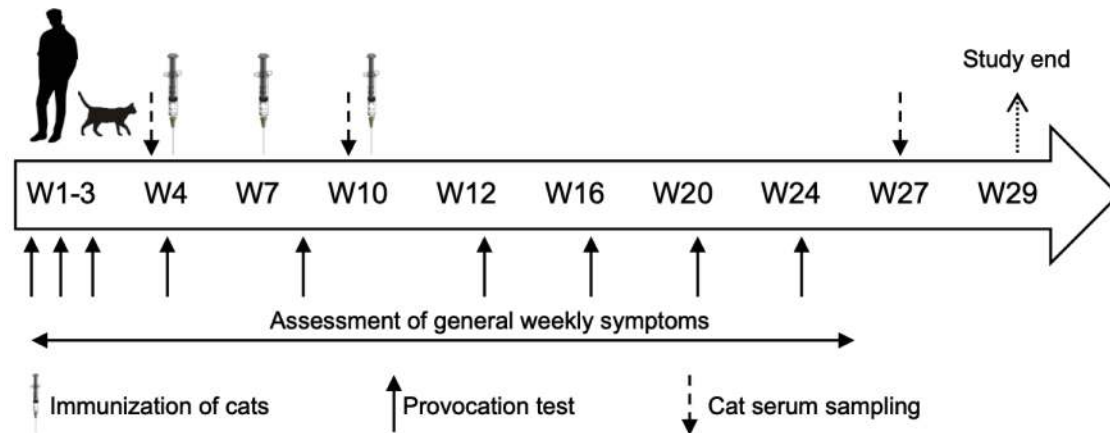 Study end
W1-3 W4 W7 W10 W12 W16 W20 W24 W27 W29
Assessment of general weekly symptoms
Immunization of cats Provocation test Cat serum sampling